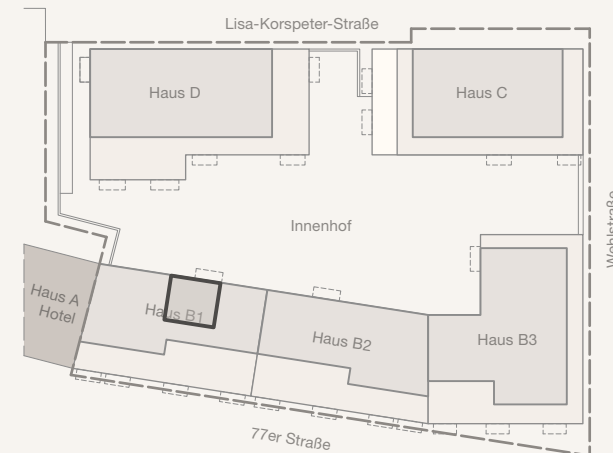 Lisa-Korspeter-Straße
Haus D
Haus C
Innenhof
Wohlstraße
Haus A
Hotel
Haus B1
Haus B2
Haus B3
77er Straße